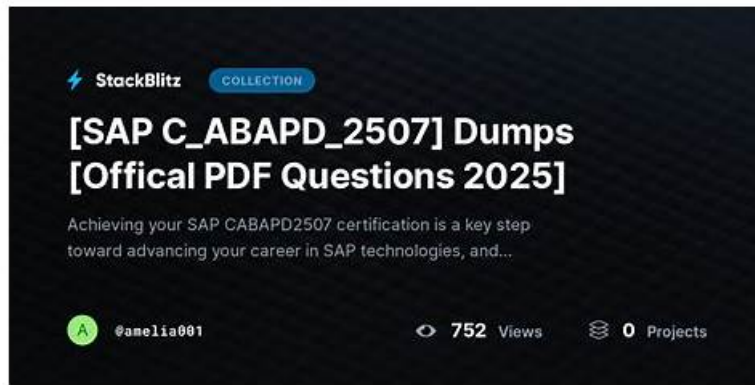 StackBlitz COLLECTION
[SAP C_ABAPD_2507] Dumps
[Offical PDF Questions 2025]
Achieving your SAP CABAPD2507 certification is a key step
toward advancing your career in SAP technologies, and...
A @amelia001 752 Views 0 Projects